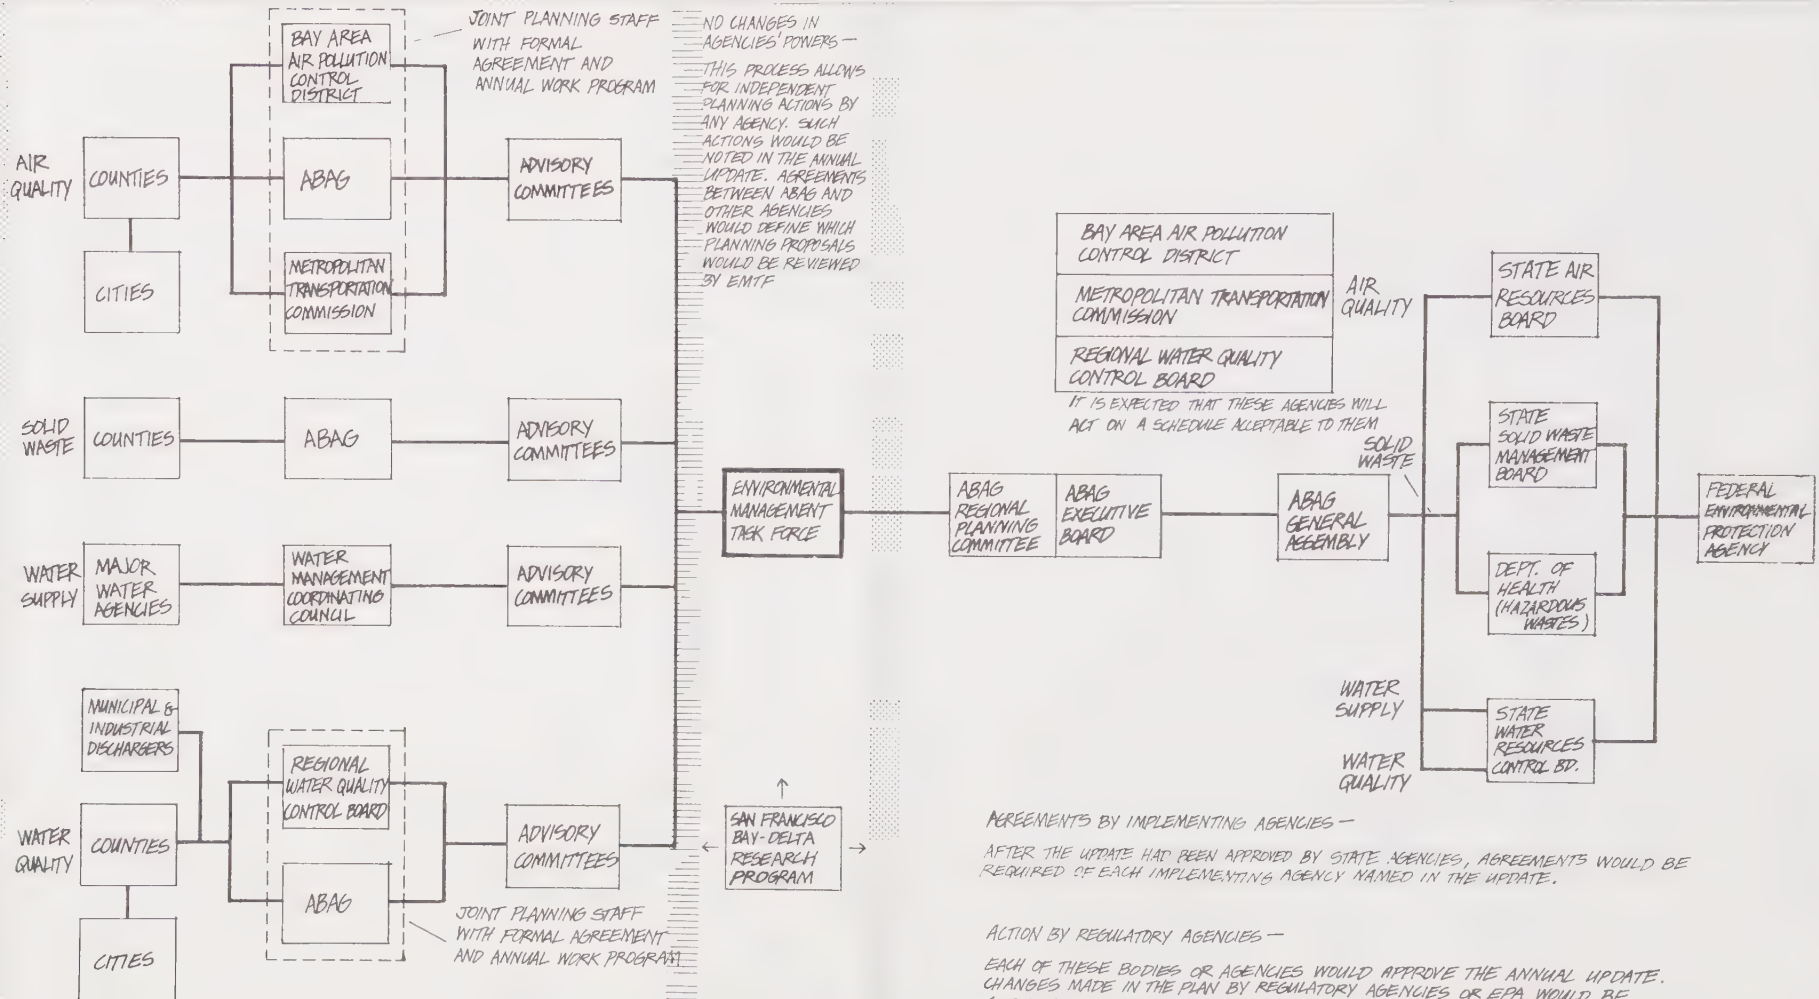 JOINT PLANNING STAFF
WITH FORMAL
AGREEMENT AND
ANNUAL WORK PROGRAM
NO CHANGES IN
AGENCIES' POWERS —
THIS PROCESS ALLOWS
FOR INDEPENDENT
PLANNING ACTIONS BY
ANY AGENCY. SUCH
ACTIONS WOULD BE
NOTED IN THE ANNUAL
UPDATE. AGREEMENTS
BETWEEN ABAG AND
OTHER AGENCIES
WOULD DEFINE WHICH
PLANNING PROPOSALS
WOULD BE REVIEWED
BY EMTF
AIR
QUALITY
COUNTIES
CITIES
BAY AREA
AIR POLLUTION
CONTROL
DISTRICT
ABAG
METROPOLITAN
TRANSPORTATION
COMMISSION
ADVISORY
COMMITTEES
SOLID
WASTE
COUNTIES
ABAG
ADVISORY
COMMITTEES
WATER
SUPPLY
MAJOR
WATER
AGENCIES
WATER
MANAGEMENT
COORDINATING
COUNCIL
ADVISORY
COMMITTEES
MUNICIPAL &
INDUSTRIAL
DISCHARGERS
WATER
QUALITY
COUNTIES
CITIES
REGIONAL
WATER QUALITY
CONTROL BOARD
ABAG
ADVISORY
COMMITTEES
JOINT PLANNING STAFF
WITH FORMAL AGREEMENT
AND ANNUAL WORK PROGRAM
ENVIRONMENTAL
MANAGEMENT
TASK FORCE
SAN FRANCISCO
BAY-DELTA
RESEARCH
PROGRAM
ABAG
REGIONAL
PLANNING
COMMITTEE
ABAG
EXECUTIVE
BOARD
ABAG
GENERAL
ASSEMBLY
BAY AREA AIR POLLUTION
CONTROL DISTRICT
METROPOLITAN TRANSPORTATION
COMMISSION
REGIONAL WATER QUALITY
CONTROL BOARD
IT IS EXPECTED THAT THESE AGENCIES WILL
ACT ON A SCHEDULE ACCEPTABLE TO THEM
AIR
QUALITY
STATE AIR
RESOURCES
BOARD
SOLID
WASTE
STATE
SOLID WASTE
MANAGEMENT
BOARD
DEPT. OF
HEALTH
(HAZARDOUS
WASTES)
WATER
SUPPLY
WATER
QUALITY
STATE
WATER
RESOURCES
CONTROL BD.
FEDERAL
ENVIRONMENTAL
PROTECTION
AGENCY
AGREEMENTS BY IMPLEMENTING AGENCIES —
AFTER THE UPDATE HAD BEEN APPROVED BY STATE AGENCIES, AGREEMENTS WOULD BE
REQUIRED OF EACH IMPLEMENTING AGENCY NAMED IN THE UPDATE.
ACTION BY REGULATORY AGENCIES —
EACH OF THESE BODIES OR AGENCIES WOULD APPROVE THE ANNUAL UPDATE.
CHANGES MADE IN THE PLAN BY REGULATORY AGENCIES OR EPA WOULD BE